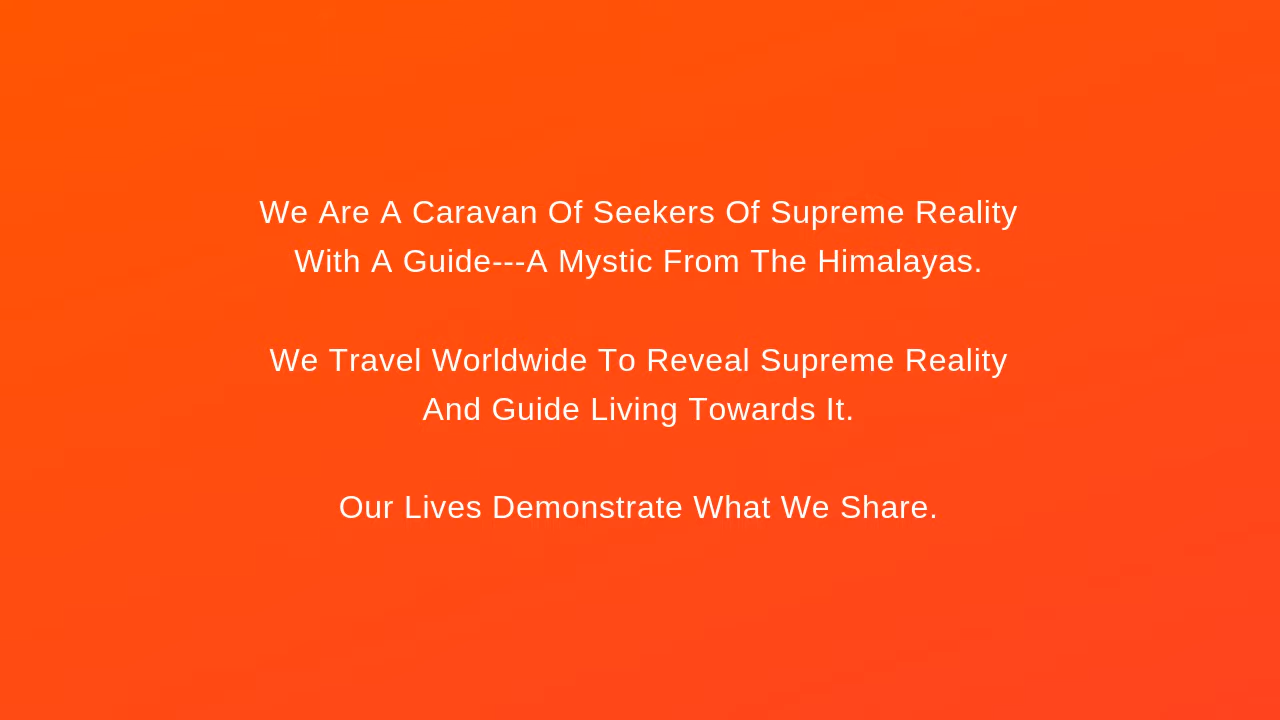 We Are A Caravan Of Seekers Of Supreme Reality
With A Guide---A Mystic From The Himalayas.
We Travel Worldwide To Reveal Supreme Reality
And Guide Living Towards It.
Our Lives Demonstrate What We Share.